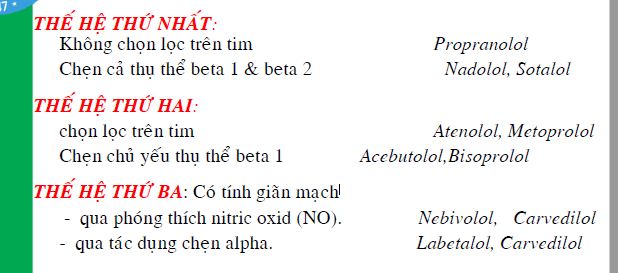 37 *
THẾ HỆ THỨ NHẤT:
Không chọn lọc trên tim Propranolol
Chẹn cả thụ thể beta 1 & beta 2 Nadolol, Sotalol
THẾ HỆ THỨ HAI:
chọn lọc trên tim Atenolol, Metoprolol
Chẹn chủ yếu thụ thể beta 1 Acebutolol,Bisoprolol
THẾ HỆ THỨ BA: Có tính giãn mạch
- qua phóng thích nitric oxid (NO). Nebivolol, Carvedilol
- qua tác dụng chẹn alpha. Labetalol, Carvedilol